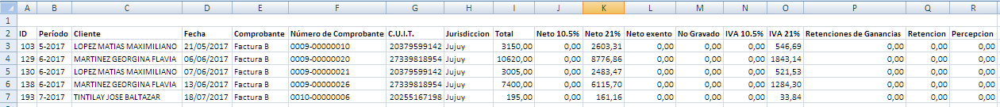 A B C D E F G H I J K L M N O P Q R
1
2 ID Período Cliente Fecha Comprobante Número de Comprobante C.U.I.T. Jurisdiccion Total Neto 10.5% Neto 21% Neto exento No Gravado IVA 10.5% IVA 21% Retenciones de Ganancias Retencion Percepcion
3 103 5-2017 LOPEZ MATIAS MAXIMILIANO 21/05/2017 Factura B 0009-00000010 20379599142 Jujuy 3150,00 0,00 2603,31 0,00 0,00 0,00 546,69 0,00 0,00 0,00
4 129 6-2017 MARTINEZ GEORGINA FLAVIA 06/06/2017 Factura B 0009-00000020 27339818954 Jujuy 10620,00 0,00 8776,86 0,00 0,00 0,00 1843,14 0,00 0,00 0,00
5 130 6-2017 LOPEZ MATIAS MAXIMILIANO 07/06/2017 Factura B 0009-00000021 20379599142 Jujuy 3005,00 0,00 2483,47 0,00 0,00 0,00 521,53 0,00 0,00 0,00
6 138 6-2017 MARTINEZ GEORGINA FLAVIA 13/06/2017 Factura B 0009-00000026 27339818954 Jujuy 7400,00 0,00 6115,70 0,00 0,00 0,00 1284,30 0,00 0,00 0,00
7 193 7-2017 TINTILAY JOSE BALTAZAR 18/07/2017 Factura B 0010-00000006 20255167198 Jujuy 195,00 0,00 161,16 0,00 0,00 0,00 33,84 0,00 0,00 0,00